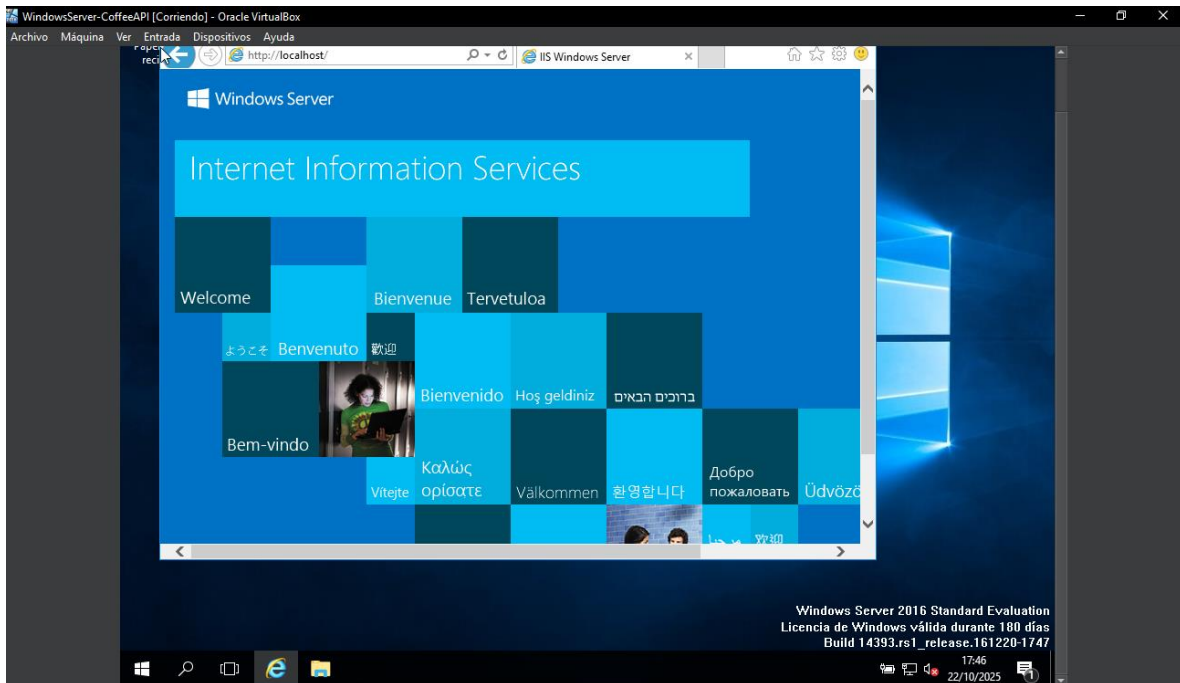 WindowsServer-CoffeeAPI [Corriendo] - Oracle VirtualBox
Archivo Máquina Ver Entrada Dispositivos Ayuda
http://localhost/
IIS Windows Server
Windows Server
Internet Information Services
Welcome
Bienvenue
Tervetuloa
ようこそ
Benvenuto
歡迎
Bienvenido
Hoş geldiniz
ברוכים הבאים
Bem-vindo
Vítejte
Καλώς
ορίσατε
Välkommen
환영합니다
Добро
пожаловать
Üdvözö
Windows Server 2016 Standard Evaluation
Licencia de Windows válida durante 180 días
Build 14393.rs1_release.161220-1747
17:46
22/10/2025
1